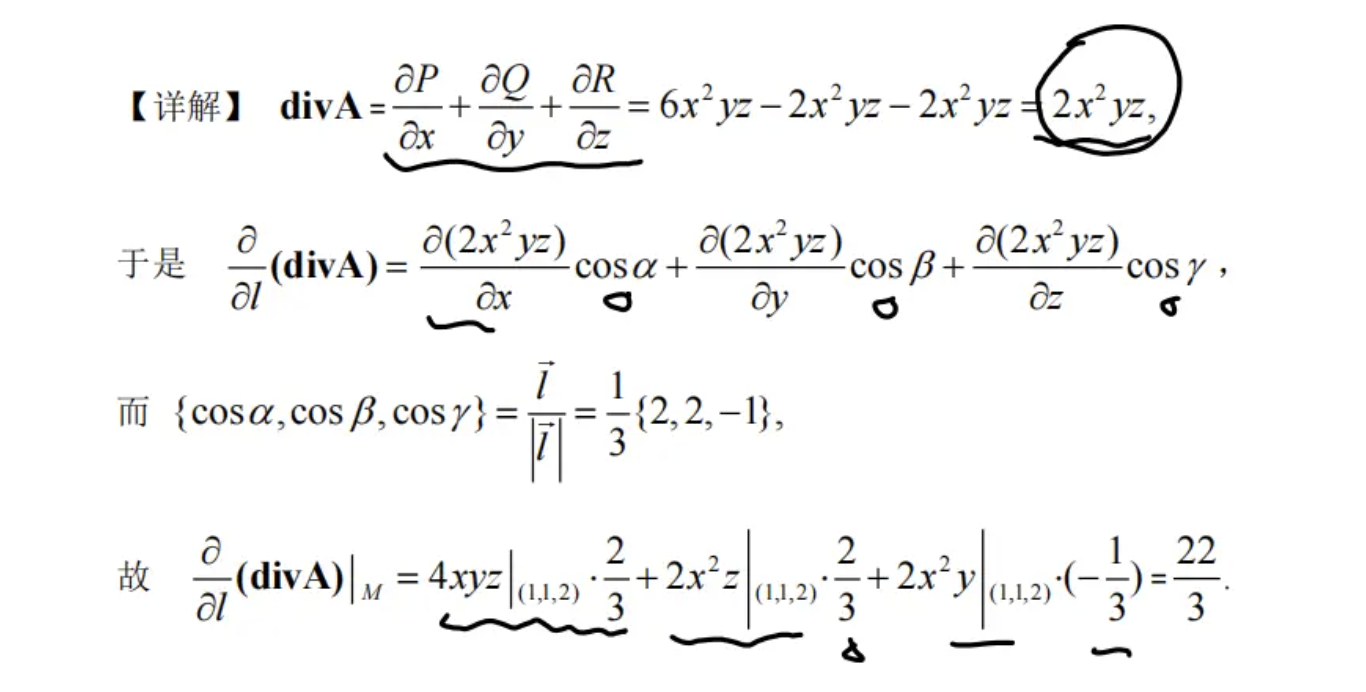 【详解】 divA = ∂P/∂x + ∂Q/∂y + ∂R/∂z = 6x²yz − 2x²yz − 2x²yz = 2x²yz,
于是 ∂/∂l (divA) = ∂(2x²yz)/∂x cosα + ∂(2x²yz)/∂y cosβ + ∂(2x²yz)/∂z cosγ ,
而 {cosα, cosβ, cosγ} = l⃗/|l⃗| = 1/3 {2, 2, −1},
故 ∂/∂l (divA)|_M = 4xyz|_(1,1,2) · 2/3 + 2x²z|_(1,1,2) · 2/3 + 2x²y|_(1,1,2) · (−1/3) = 22/3.